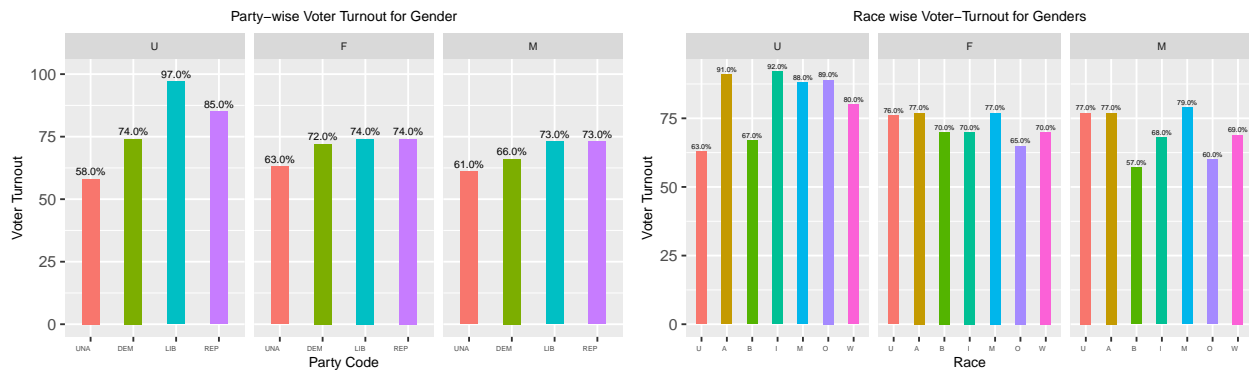 Party-wise Voter Turnout for Gender
U F M
100
75
50
25
0
Voter Turnout
58.0% 74.0% 97.0% 85.0%
63.0% 72.0% 74.0% 74.0%
61.0% 66.0% 73.0% 73.0%
UNA DEM LIB REP UNA DEM LIB REP UNA DEM LIB REP
Party Code
Race wise Voter-Turnout for Genders
U F M
75
50
25
0
Voter Turnout
63.0% 91.0% 67.0% 92.0% 88.0% 89.0% 80.0%
76.0% 77.0% 70.0% 70.0% 77.0% 65.0% 70.0%
77.0% 77.0% 57.0% 68.0% 79.0% 60.0% 69.0%
U A B I M O W U A B I M O W U A B I M O W
Race